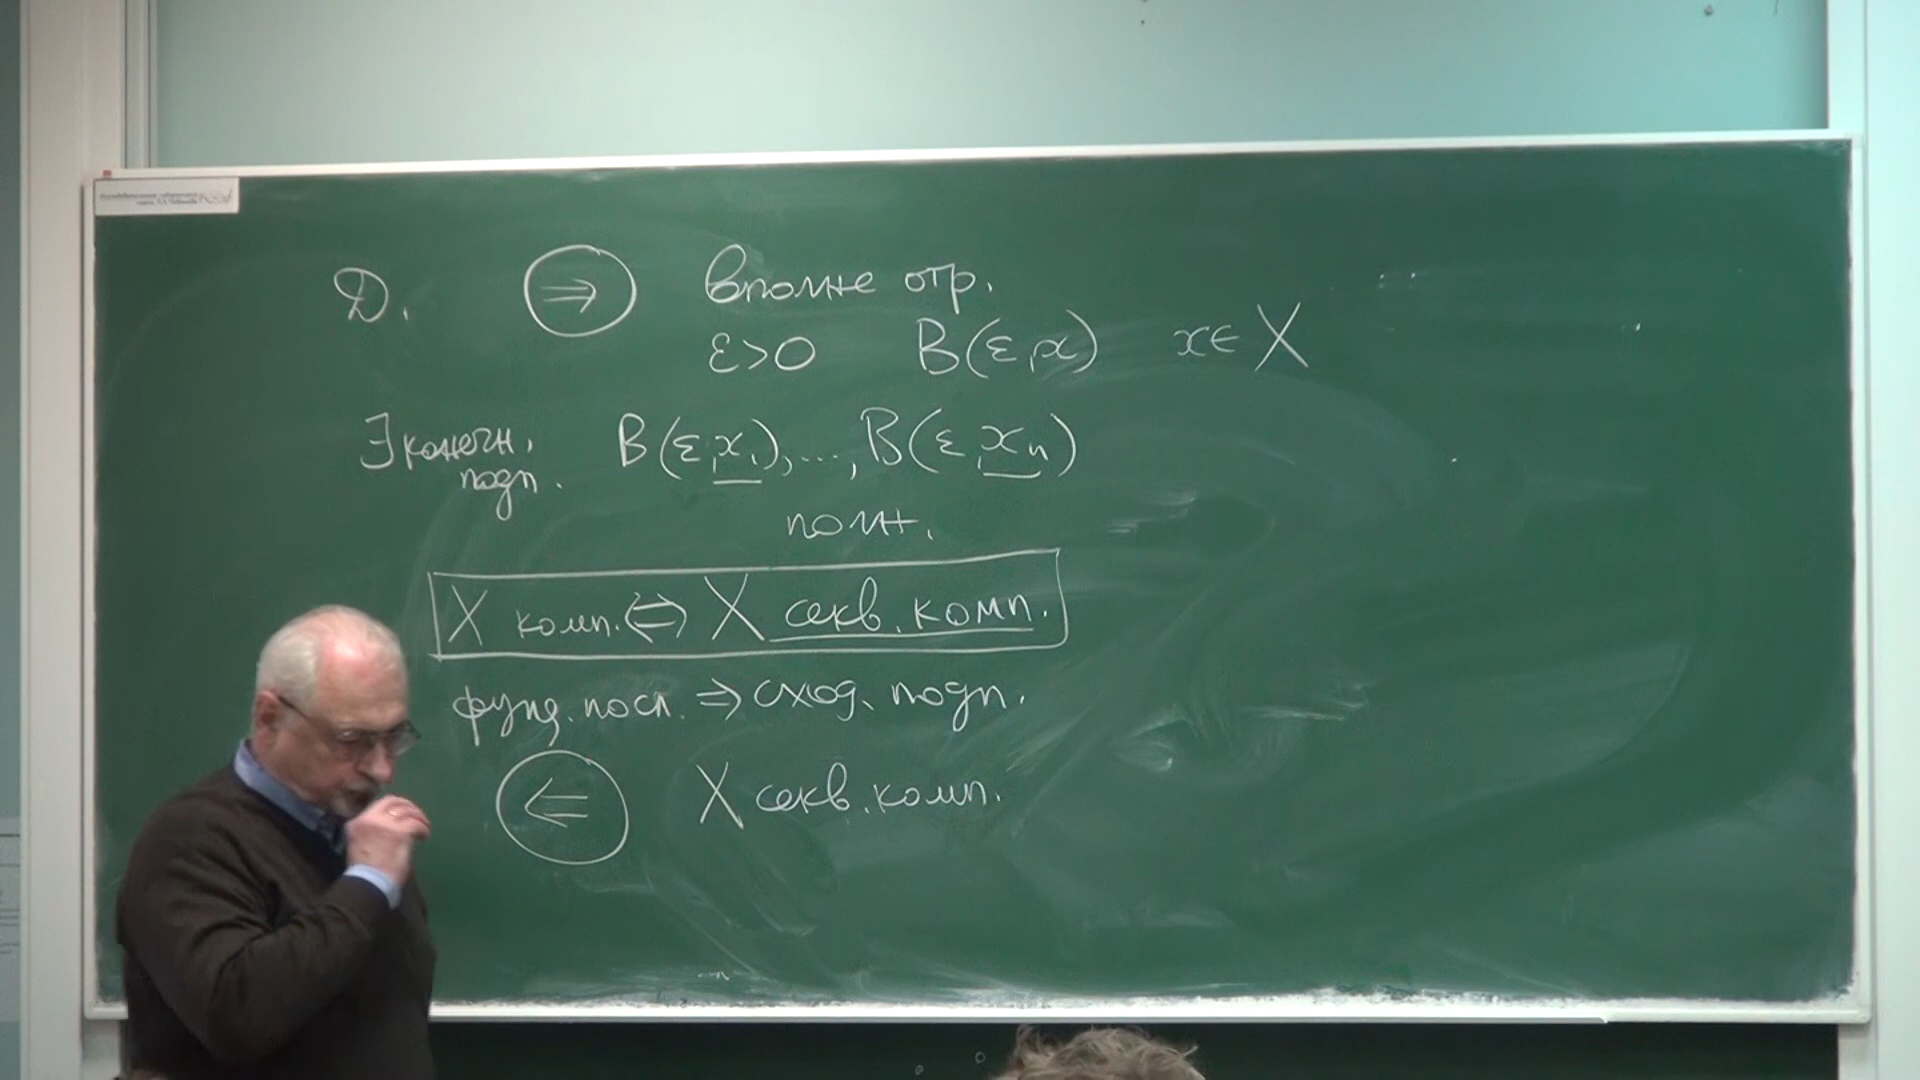 Д. ⇒ вполне огр.
ε>0 B(ε,x) x∈X
∃ конечн. B(ε,x₁),...,B(ε,xₙ)
подп.
полн.
X комп. ⇔ X секв. комп.
фунд. посл. ⇒ сход. подп.
⇐ X секв. комп.